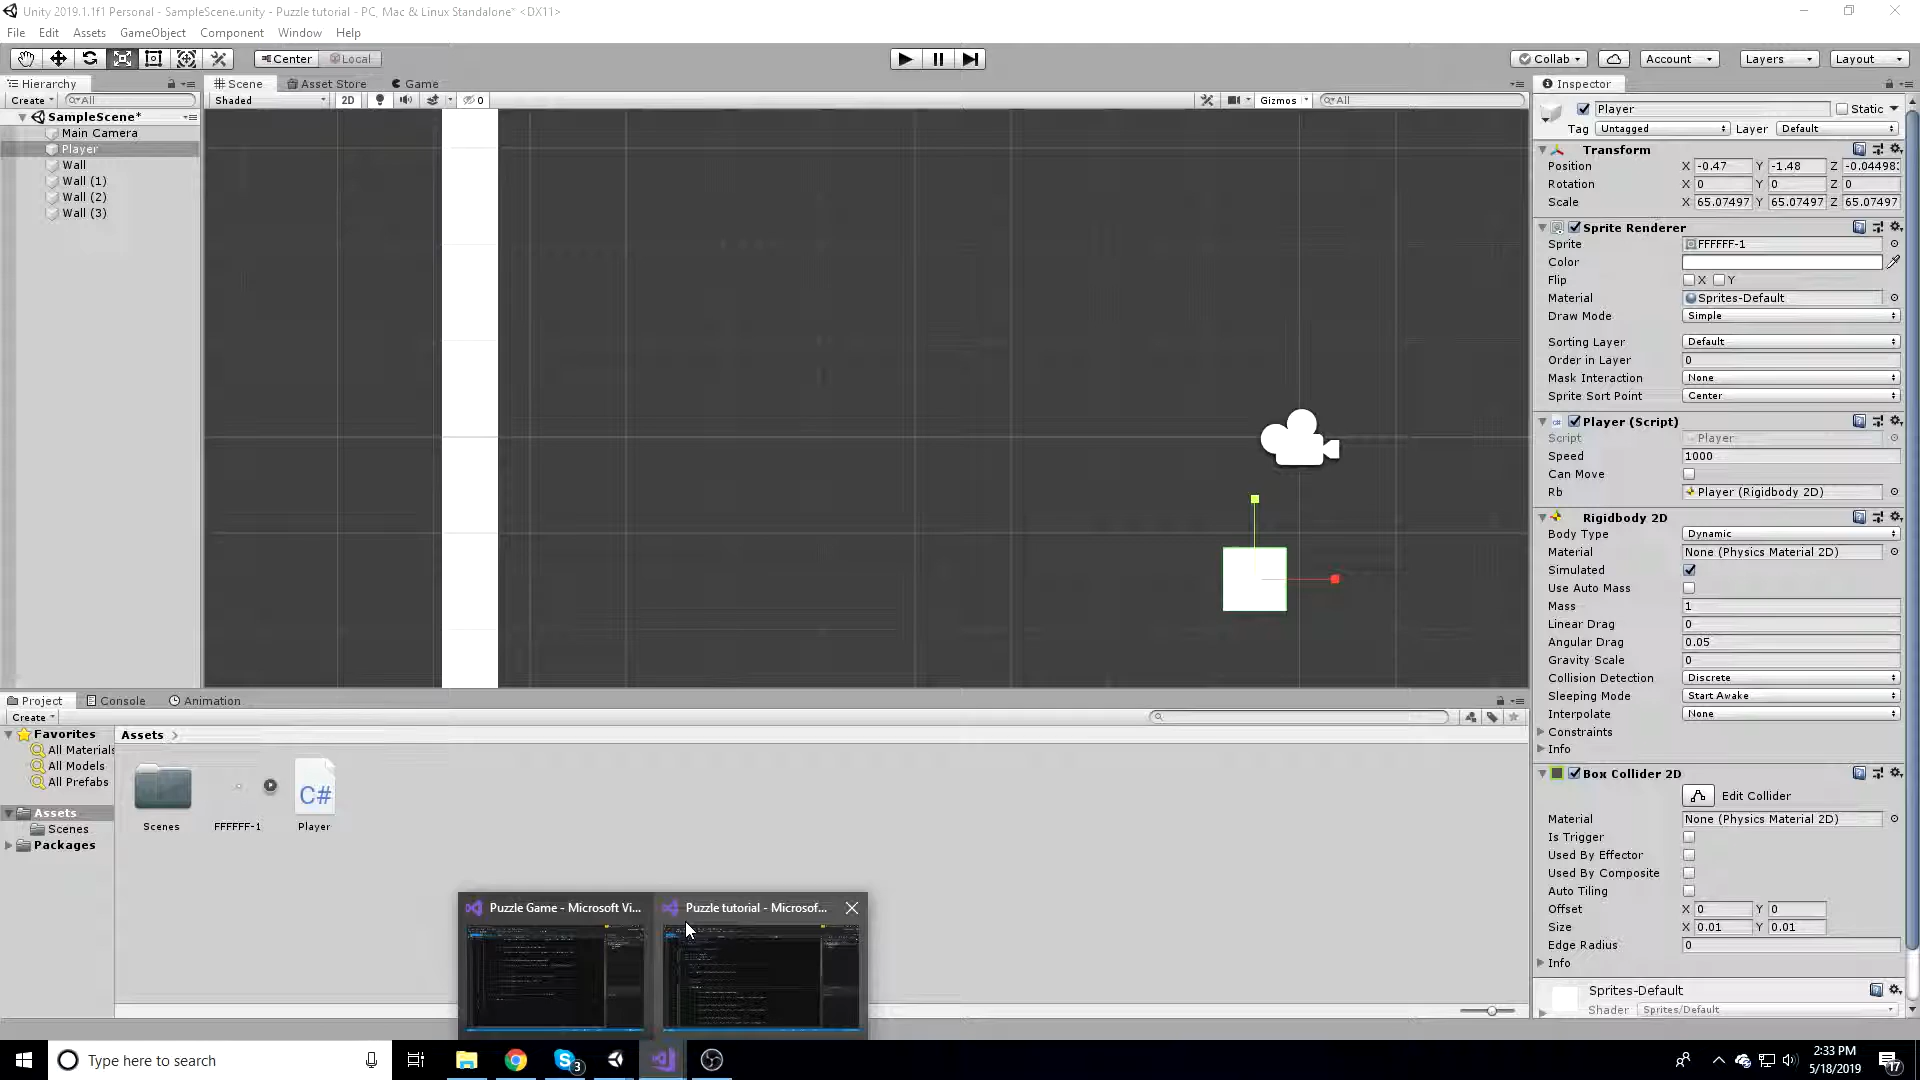 Unity 2019.1.1f1 Personal - SampleScene.unity - Puzzle tutorial - PC, Mac & Linux Standalone* <DX11>
File Edit Assets GameObject Component Window Help
Center Local
Collab Account Layers Layout
Hierarchy
Create All
SampleScene*
Main Camera
Player
Wall
Wall (1)
Wall (2)
Wall (3)
Scene Asset Store Game
Shaded 2D 0 Gizmos All
Inspector
Player Static
Tag Untagged Layer Default
Transform
Position X -0.47 Y -1.48 Z -0.04498
Rotation X 0 Y 0 Z 0
Scale X 65.07497 Y 65.07497 Z 65.07497
Sprite Renderer
Sprite FFFFFF-1
Color
Flip X Y
Material Sprites-Default
Draw Mode Simple
Sorting Layer Default
Order in Layer 0
Mask Interaction None
Sprite Sort Point Center
Player (Script)
Script Player
Speed 1000
Can Move
Rb Player (Rigidbody 2D)
Rigidbody 2D
Body Type Dynamic
Material None (Physics Material 2D)
Simulated
Use Auto Mass
Mass 1
Linear Drag 0
Angular Drag 0.05
Gravity Scale 0
Collision Detection Discrete
Sleeping Mode Start Awake
Interpolate None
Constraints
Info
Box Collider 2D
Edit Collider
Material None (Physics Material 2D)
Is Trigger
Used By Effector
Used By Composite
Auto Tiling
Offset X 0 Y 0
Size X 0.01 Y 0.01
Edge Radius 0
Info
Sprites-Default
Shader Sprites/Default
Project Console Animation
Create
Favorites
All Materials
All Models
All Prefabs
Assets
Scenes
Packages
Assets
Scenes FFFFFF-1 C# Player
Puzzle Game - Microsoft Vi... Puzzle tutorial - Microsof...
Type here to search
3
2:33 PM
5/18/2019
17